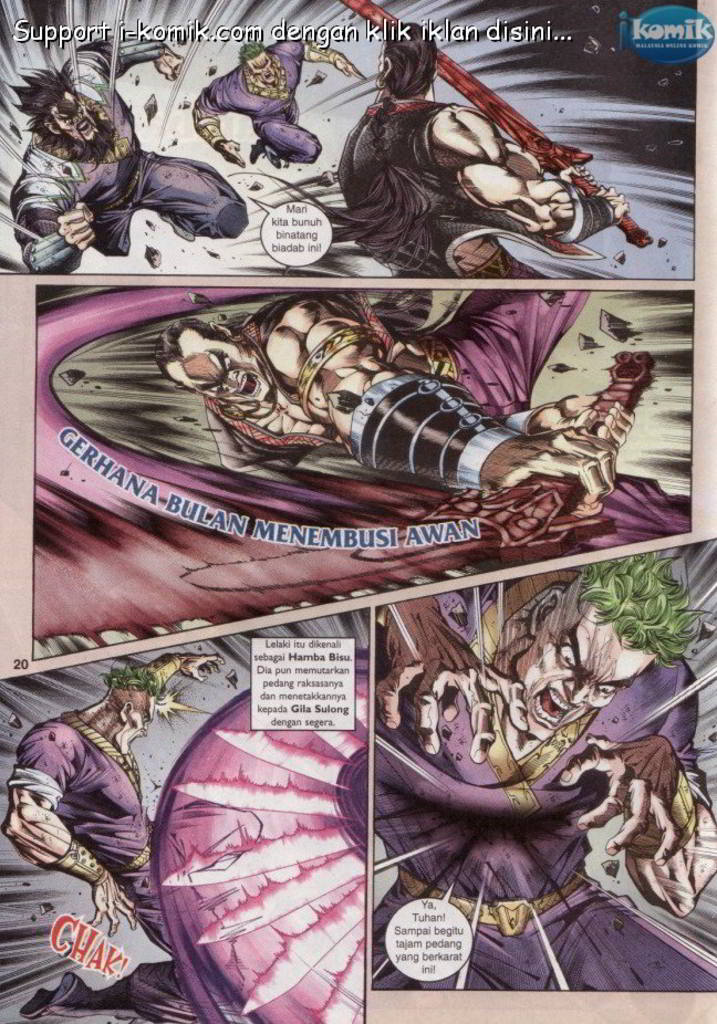 Support i-komik.com dengan klik iklan disini...
i komik
MALAYSIA ONLINE KOMIK
Mari
kita bunuh
binatang
biadab ini!
GERHANA BULAN MENEMBUSI AWAN
20
Lelaki itu dikenali
sebagai Hamba Bisu.
Dia pun memutarkan
pedang raksasanya
dan menetakkannya
kepada Gila Sulong
dengan segera.
CHAK!
Ya,
Tuhan!
Sampai begitu
tajam pedang
yang berkarat
ini!